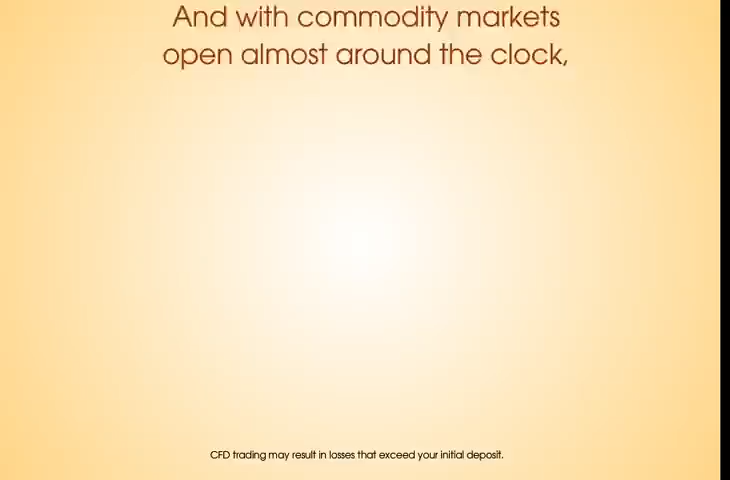 And with commodity markets
open almost around the clock,
CFD trading may result in losses that exceed your initial deposit.